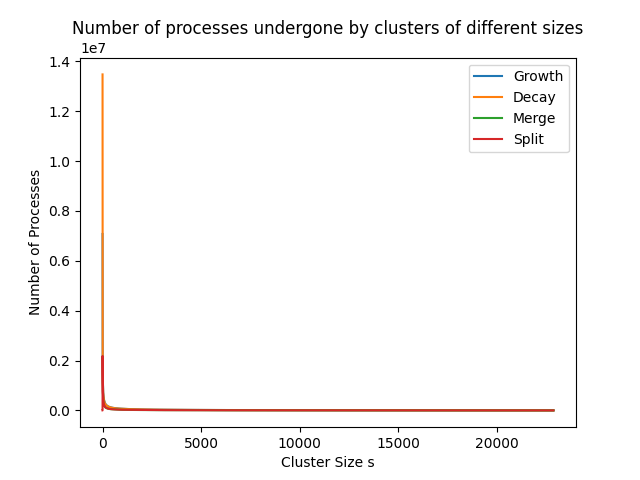 Number of processes undergone by clusters of different sizes
1e7
1.4
1.2
1.0
0.8
0.6
0.4
0.2
0.0
Number of Processes
Growth
Decay
Merge
Split
0 5000 10000 15000 20000
Cluster Size s